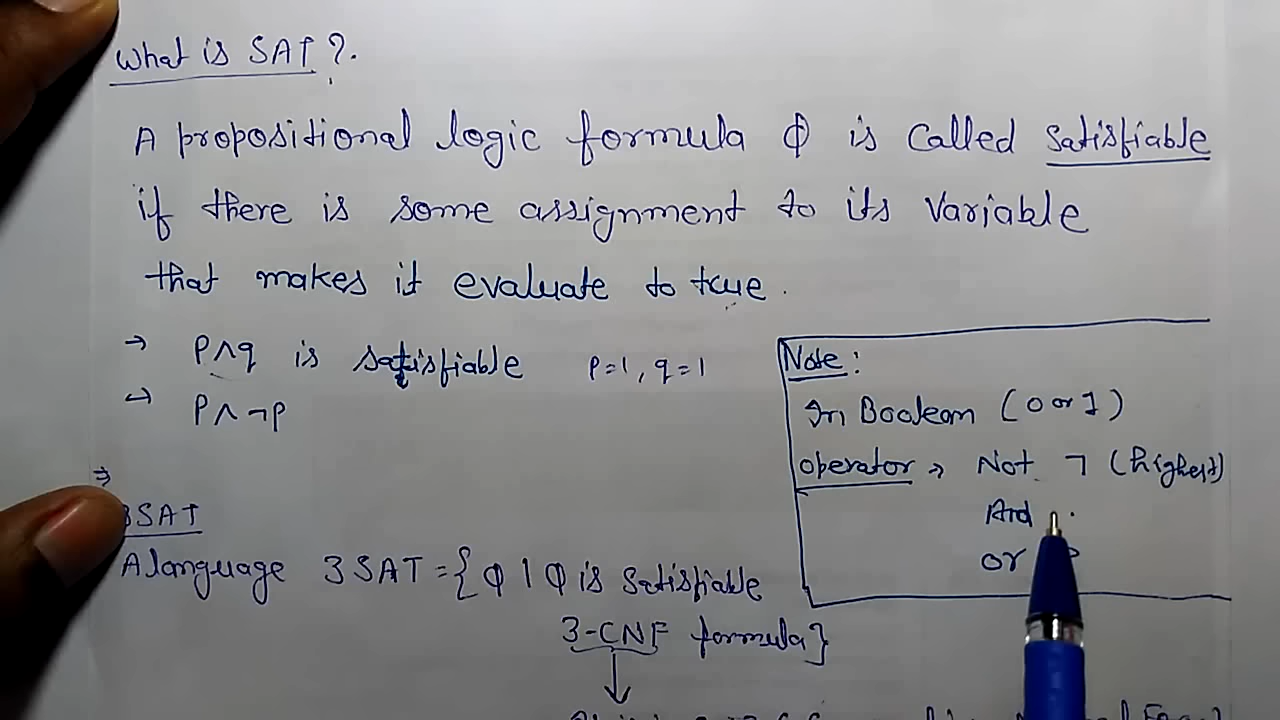 What is SAT ?.
A propositional logic formula Φ is called satisfiable
if there is some assignment to its variable
that makes it evaluate to true.
→ P∧q is satisfiable P=1, q=1
→ P∧¬P
⇒
3SAT
A language 3SAT = { Φ | Φ is satisfiable
3-CNF formula}
Note:
In Boolean (0 or 1)
operator → Not ¬ (highest)
And ·
or